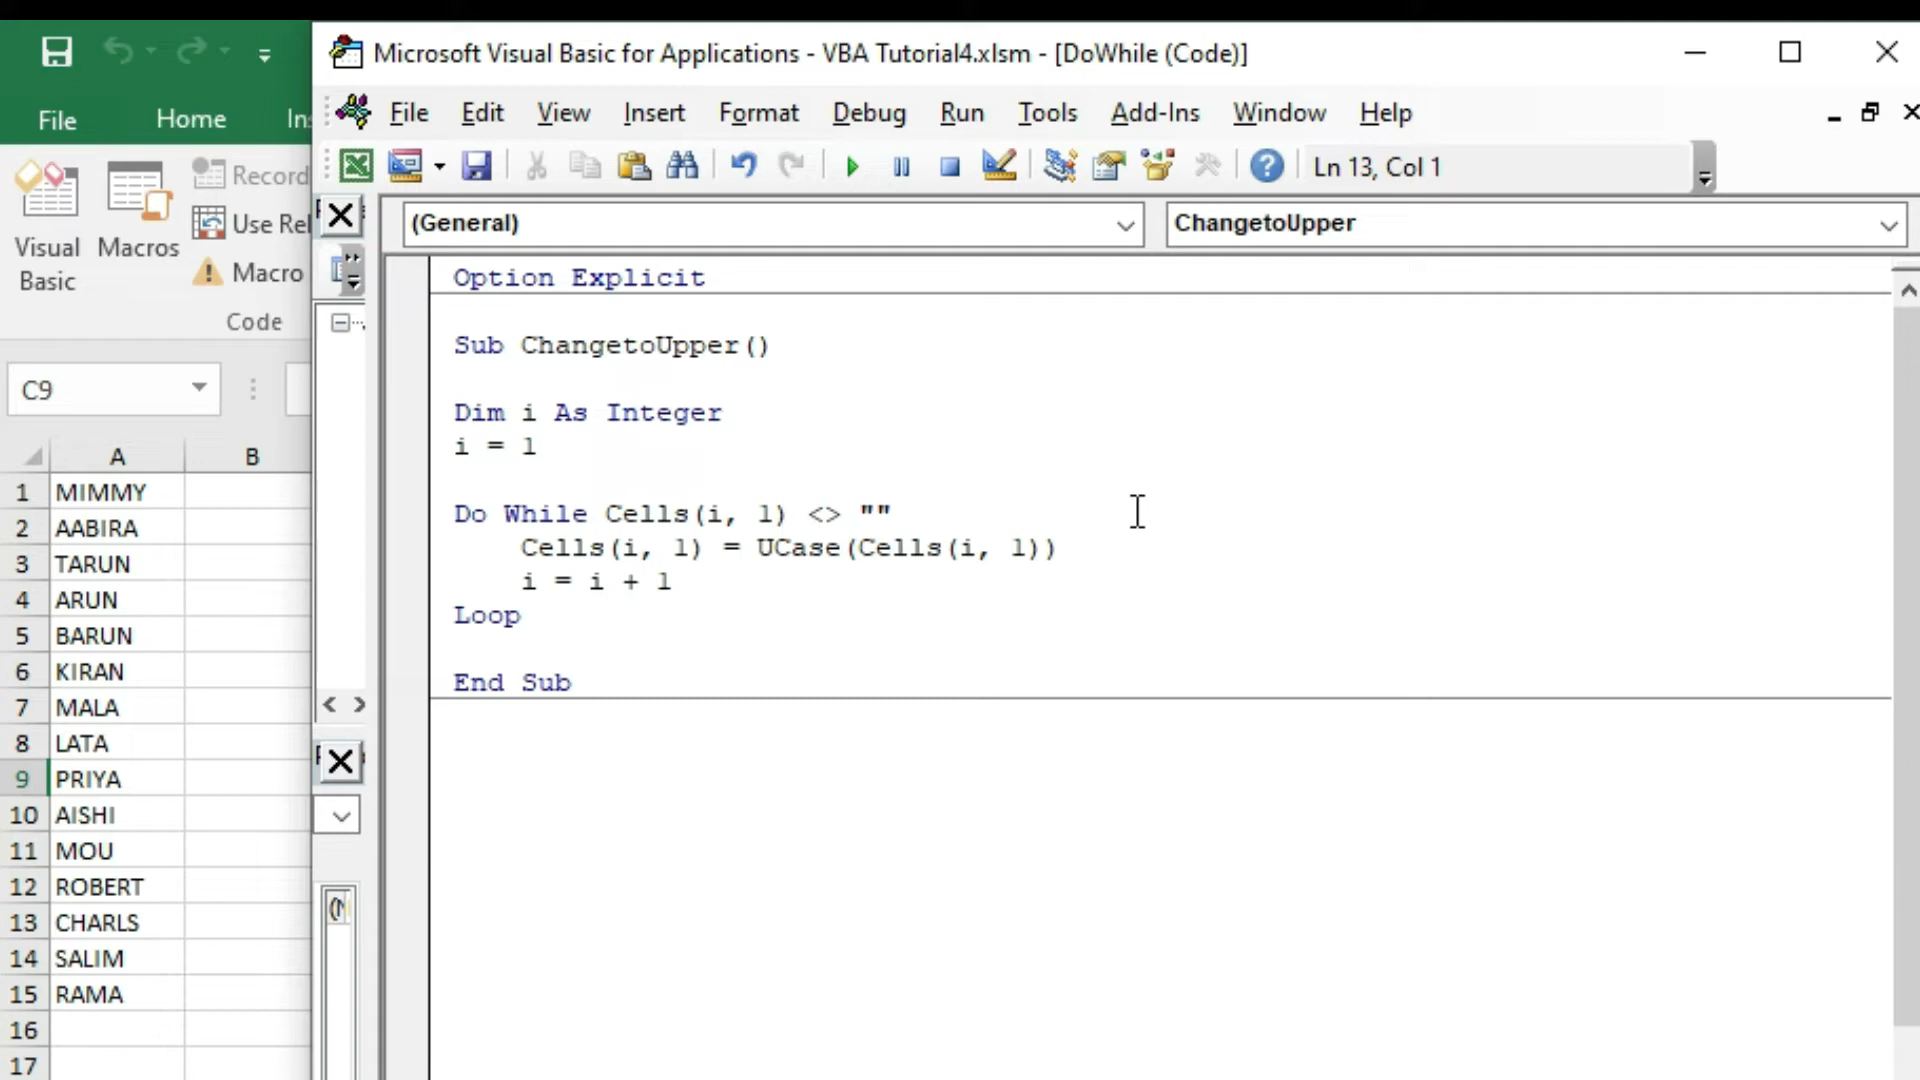 Microsoft Visual Basic for Applications - VBA Tutorial4.xlsm - [DoWhile (Code)]
File Home
File Edit View Insert Format Debug Run Tools Add-Ins Window Help
Ln 13, Col 1
Record
Use Rel
Macro
Visual Basic
Macros
Code
(General) ChangetoUpper
C9
A B
1 MIMMY
2 AABIRA
3 TARUN
4 ARUN
5 BARUN
6 KIRAN
7 MALA
8 LATA
9 PRIYA
10 AISHI
11 MOU
12 ROBERT
13 CHARLS
14 SALIM
15 RAMA
16
17
Option Explicit
Sub ChangetoUpper()
Dim i As Integer
i = 1
Do While Cells(i, 1) <> ""
Cells(i, 1) = UCase(Cells(i, 1))
i = i + 1
Loop
End Sub